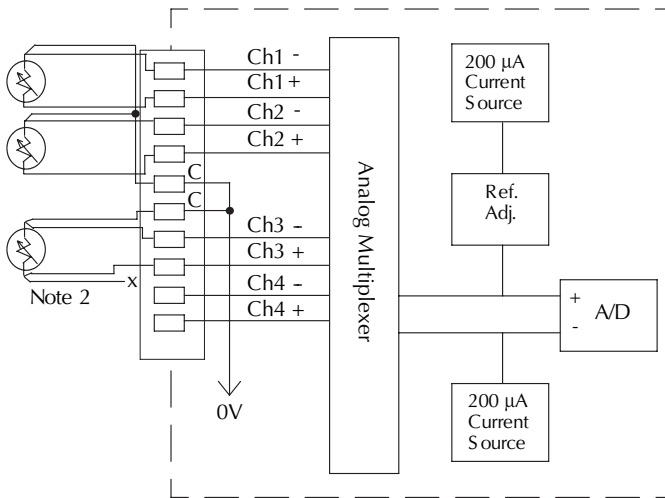 Ch1 -
Ch1 +
Ch2 -
Ch2 +
C
C
Ch3 -
Ch3 +
Ch4 -
Ch4 +
x
Note 2
0V
Analog Multiplexer
200 µA
Current
Source
Ref.
Adj.
+
-
A/D
200 µA
Current
Source